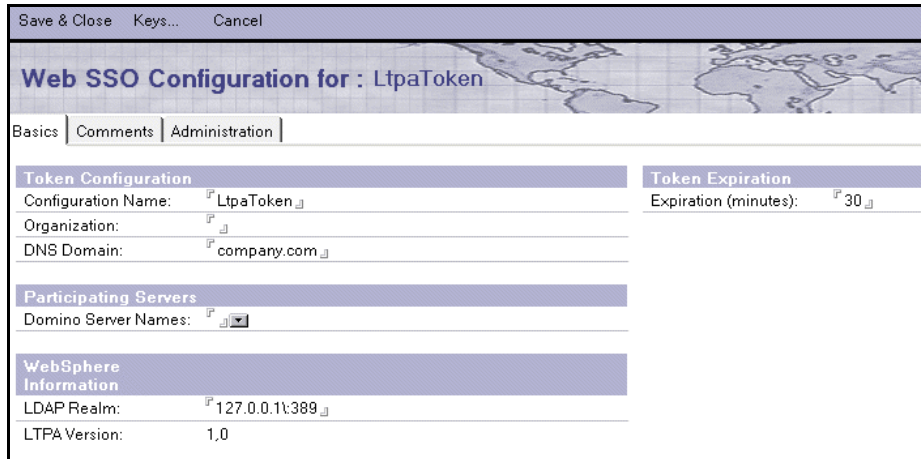 Save & Close Keys... Cancel
Web SSO Configuration for : LtpaToken
Basics Comments Administration
Token Configuration
Configuration Name: LtpaToken
Organization:
DNS Domain: company.com
Participating Servers
Domino Server Names:
WebSphere
Information
LDAP Realm: 127.0.0.1\:389
LTPA Version: 1,0
Token Expiration
Expiration (minutes): 30